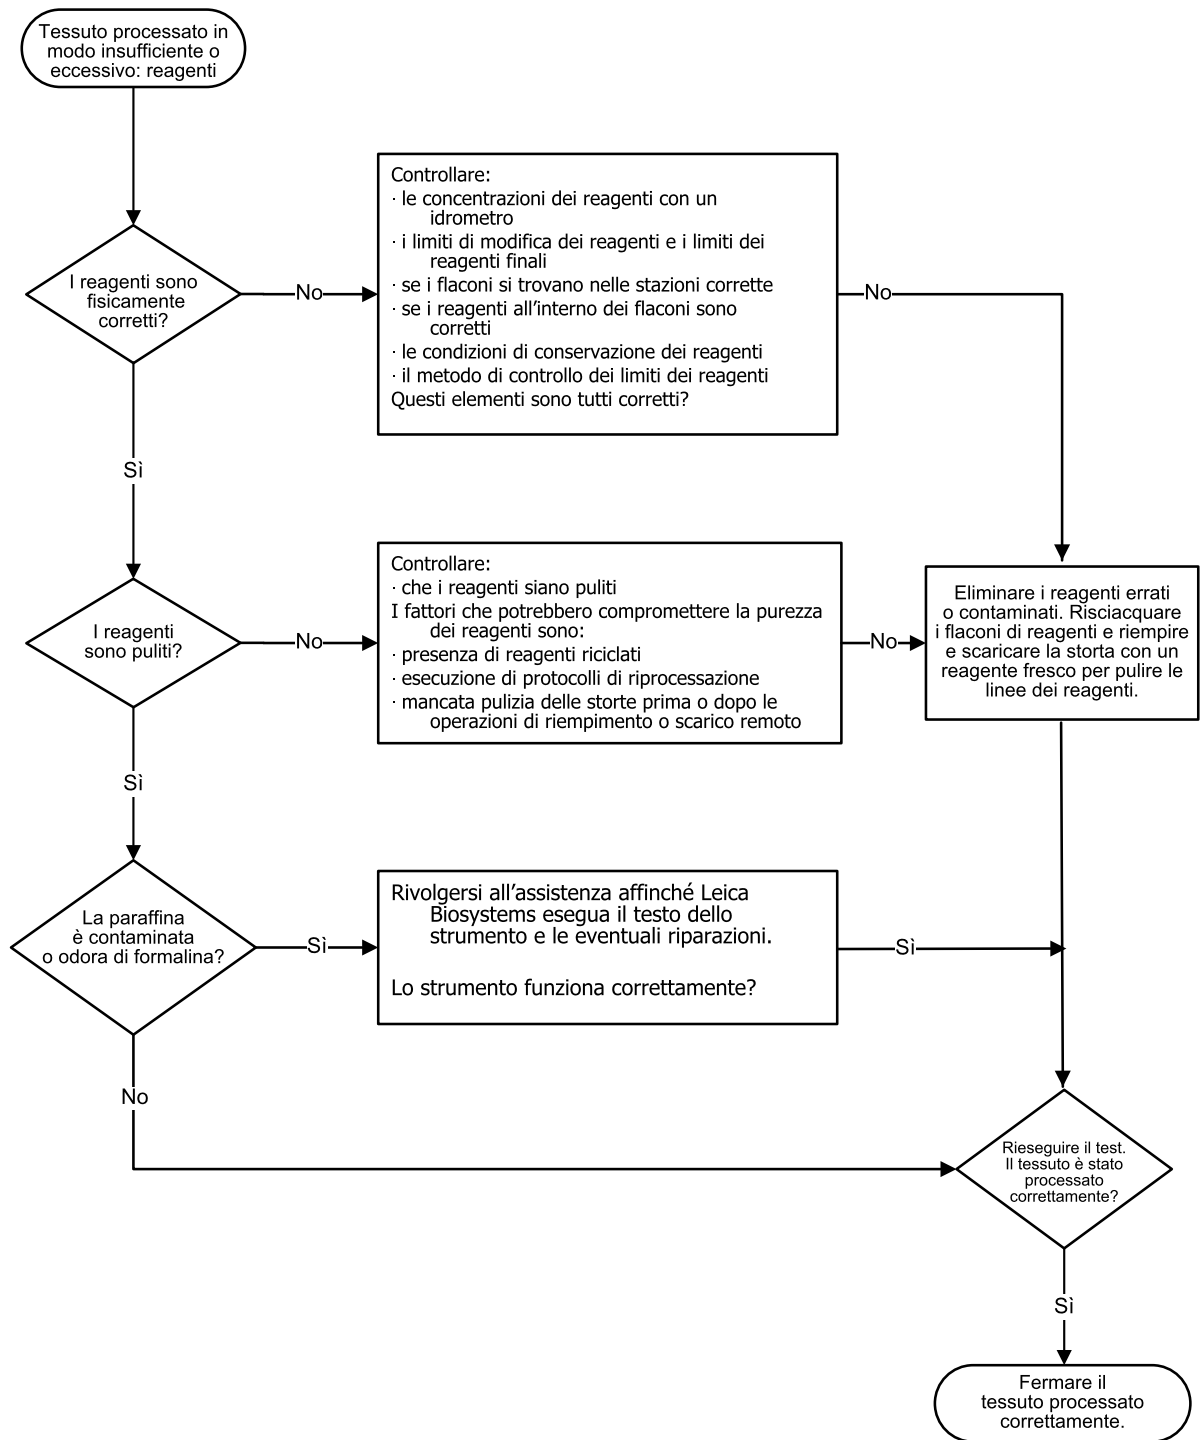 Tessuto processato in
modo insufficiente o
eccessivo: reagenti
I reagenti sono
fisicamente
corretti?
No
Controllare:
· le concentrazioni dei reagenti con un
idrometro
· i limiti di modifica dei reagenti e i limiti dei
reagenti finali
· se i flaconi si trovano nelle stazioni corrette
· se i reagenti all'interno dei flaconi sono
corretti
· le condizioni di conservazione dei reagenti
· il metodo di controllo dei limiti dei reagenti
Questi elementi sono tutti corretti?
No
Sì
I reagenti
sono puliti?
No
Controllare:
· che i reagenti siano puliti
I fattori che potrebbero compromettere la purezza
dei reagenti sono:
· presenza di reagenti riciclati
· esecuzione di protocolli di riprocessazione
· mancata pulizia delle storte prima o dopo le
operazioni di riempimento o scarico remoto
No
Eliminare i reagenti errati
o contaminati. Risciacquare
i flaconi di reagenti e riempire
e scaricare la storta con un
reagente fresco per pulire le
linee dei reagenti.
Sì
La paraffina
è contaminata
o odora di formalina?
Sì
Rivolgersi all'assistenza affinché Leica
Biosystems esegua il testo dello
strumento e le eventuali riparazioni.
Lo strumento funziona correttamente?
Sì
No
Rieseguire il test.
Il tessuto è stato
processato
correttamente?
Sì
Fermare il
tessuto processato
correttamente.